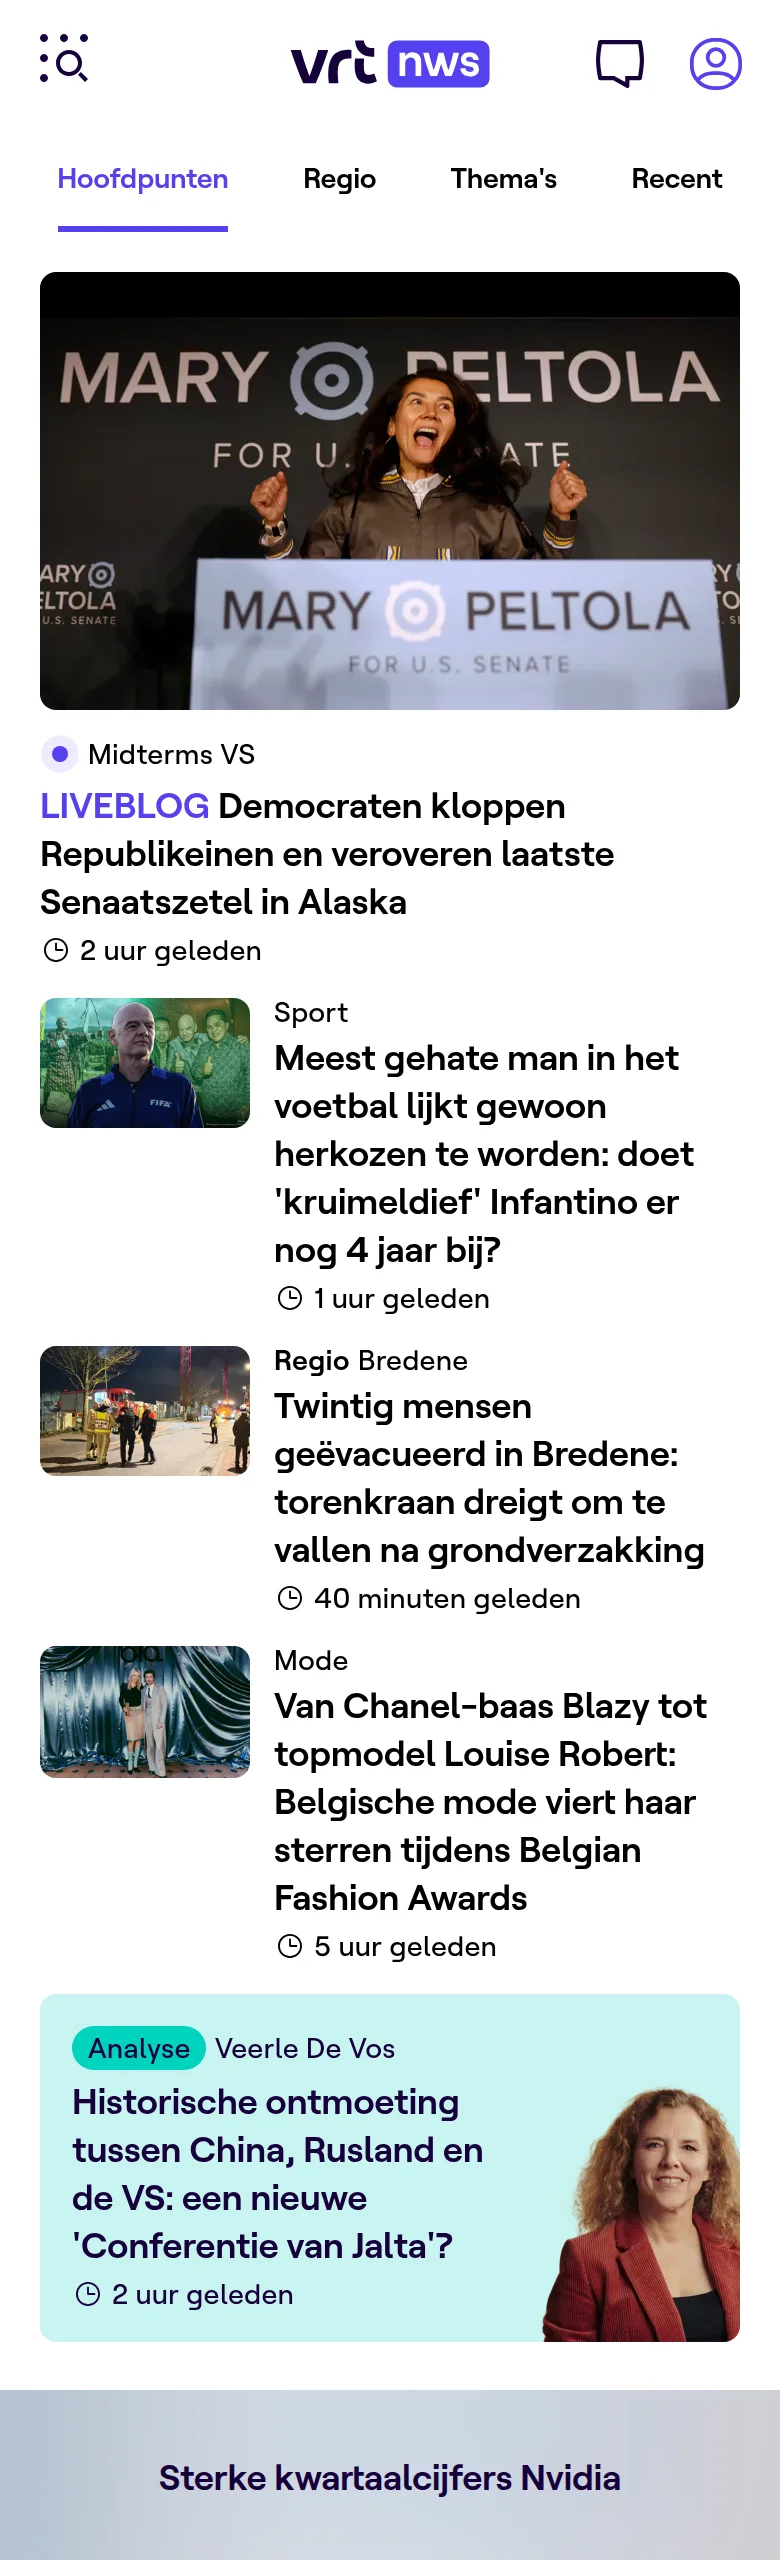 vrt nws
Hoofdpunten Regio Thema's Recent
MARY PELTOLA
FOR U.S. SENATE
MARY PELTOLA
FOR U.S. SENATE
Midterms VS
LIVEBLOG Democraten kloppen
Republikeinen en veroveren laatste
Senaatszetel in Alaska
2 uur geleden
FIFA
Sport
Meest gehate man in het
voetbal lijkt gewoon
herkozen te worden: doet
'kruimeldief' Infantino er
nog 4 jaar bij?
1 uur geleden
Regio Bredene
Twintig mensen
geëvacueerd in Bredene:
torenkraan dreigt om te
vallen na grondverzakking
40 minuten geleden
Mode
Van Chanel-baas Blazy tot
topmodel Louise Robert:
Belgische mode viert haar
sterren tijdens Belgian
Fashion Awards
5 uur geleden
Analyse Veerle De Vos
Historische ontmoeting
tussen China, Rusland en
de VS: een nieuwe
'Conferentie van Jalta'?
2 uur geleden
Sterke kwartaalcijfers Nvidia